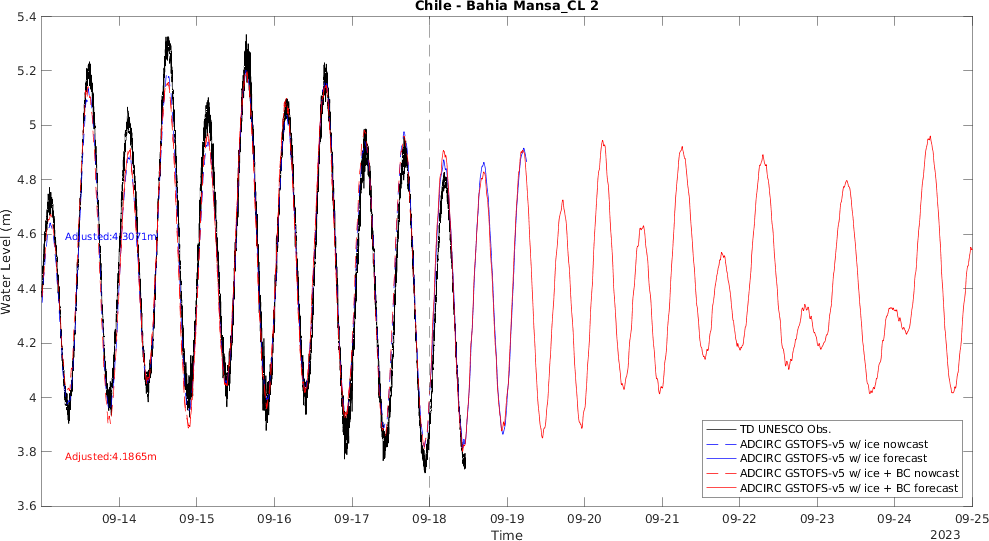 Chile - Bahia Mansa_CL 2
5.4
5.2
5
4.8
4.6
4.4
4.2
4
3.8
3.6
Water Level (m)
Adjusted:4.3071m
Adjusted:4.1865m
TD UNESCO Obs.
ADCIRC GSTOFS-v5 w/ ice nowcast
ADCIRC GSTOFS-v5 w/ ice forecast
ADCIRC GSTOFS-v5 w/ ice + BC nowcast
ADCIRC GSTOFS-v5 w/ ice + BC forecast
09-14 09-15 09-16 09-17 09-18 09-19 09-20 09-21 09-22 09-23 09-24 09-25
Time
2023